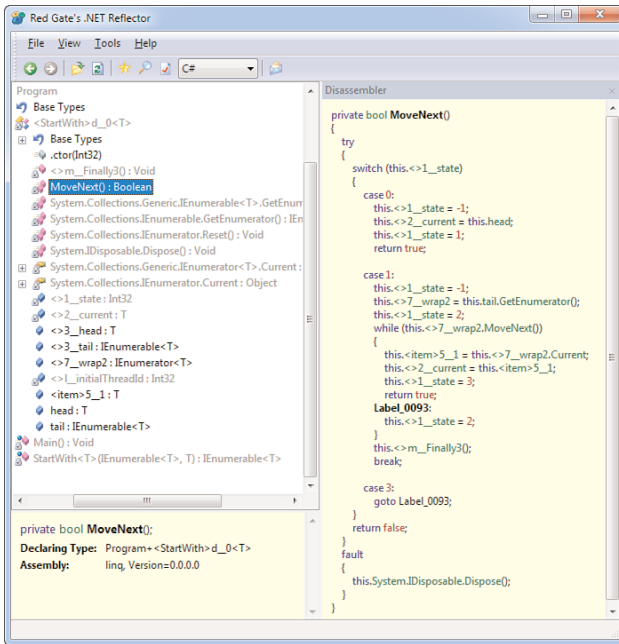 Red Gate's .NET Reflector
File View Tools Help
C#
Program
Base Types
<StartWith>d__0<T>
Base Types
.ctor(Int32)
<>m__Finally3() : Void
MoveNext() : Boolean
System.Collections.Generic.IEnumerable<T>.GetEnum
System.Collections.IEnumerable.GetEnumerator() : IEn
System.Collections.IEnumerator.Reset() : Void
System.IDisposable.Dispose() : Void
System.Collections.Generic.IEnumerator<T>.Current :
System.Collections.IEnumerator.Current : Object
<>1__state : Int32
<>2__current : T
<>3__head : T
<>3__tail : IEnumerable<T>
<>7__wrap2 : IEnumerator<T>
<>l__initialThreadId : Int32
<item>5__1 : T
head : T
tail : IEnumerable<T>
Main() : Void
StartWith<T>(IEnumerable<T>, T) : IEnumerable<T>
private bool MoveNext();
Declaring Type: Program+<StartWith>d__0<T>
Assembly: linq, Version=0.0.0.0
Disassembler
private bool MoveNext()
{
try
{
switch (this.<>1__state)
{
case 0:
this.<>1__state = -1;
this.<>2__current = this.head;
this.<>1__state = 1;
return true;
case 1:
this.<>1__state = -1;
this.<>7__wrap2 = this.tail.GetEnumerator();
this.<>1__state = 2;
while (this.<>7__wrap2.MoveNext())
{
this.<item>5__1 = this.<>7__wrap2.Current;
this.<>2__current = this.<item>5__1;
this.<>1__state = 3;
return true;
Label_0093:
this.<>1__state = 2;
}
this.<>m__Finally3();
break;
case 3:
goto Label_0093;
}
return false;
}
fault
{
this.System.IDisposable.Dispose();
}
}